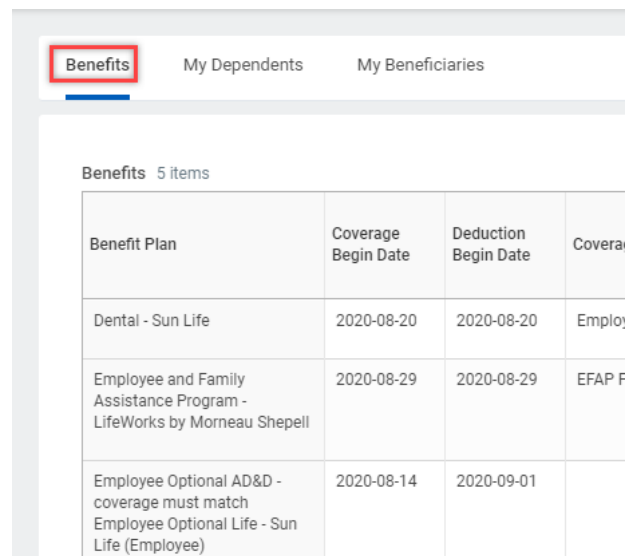 Benefits My Dependents My Beneficiaries
Benefits 5 items
Benefit Plan
Coverage
Begin Date
Deduction
Begin Date
Dental - Sun Life 2020-08-20 2020-08-20
Employee and Family
Assistance Program -
LifeWorks by Morneau Shepell
2020-08-29 2020-08-29 EFAP
Employee Optional AD&D -
coverage must match
Employee Optional Life - Sun
Life (Employee)
2020-08-14 2020-09-01